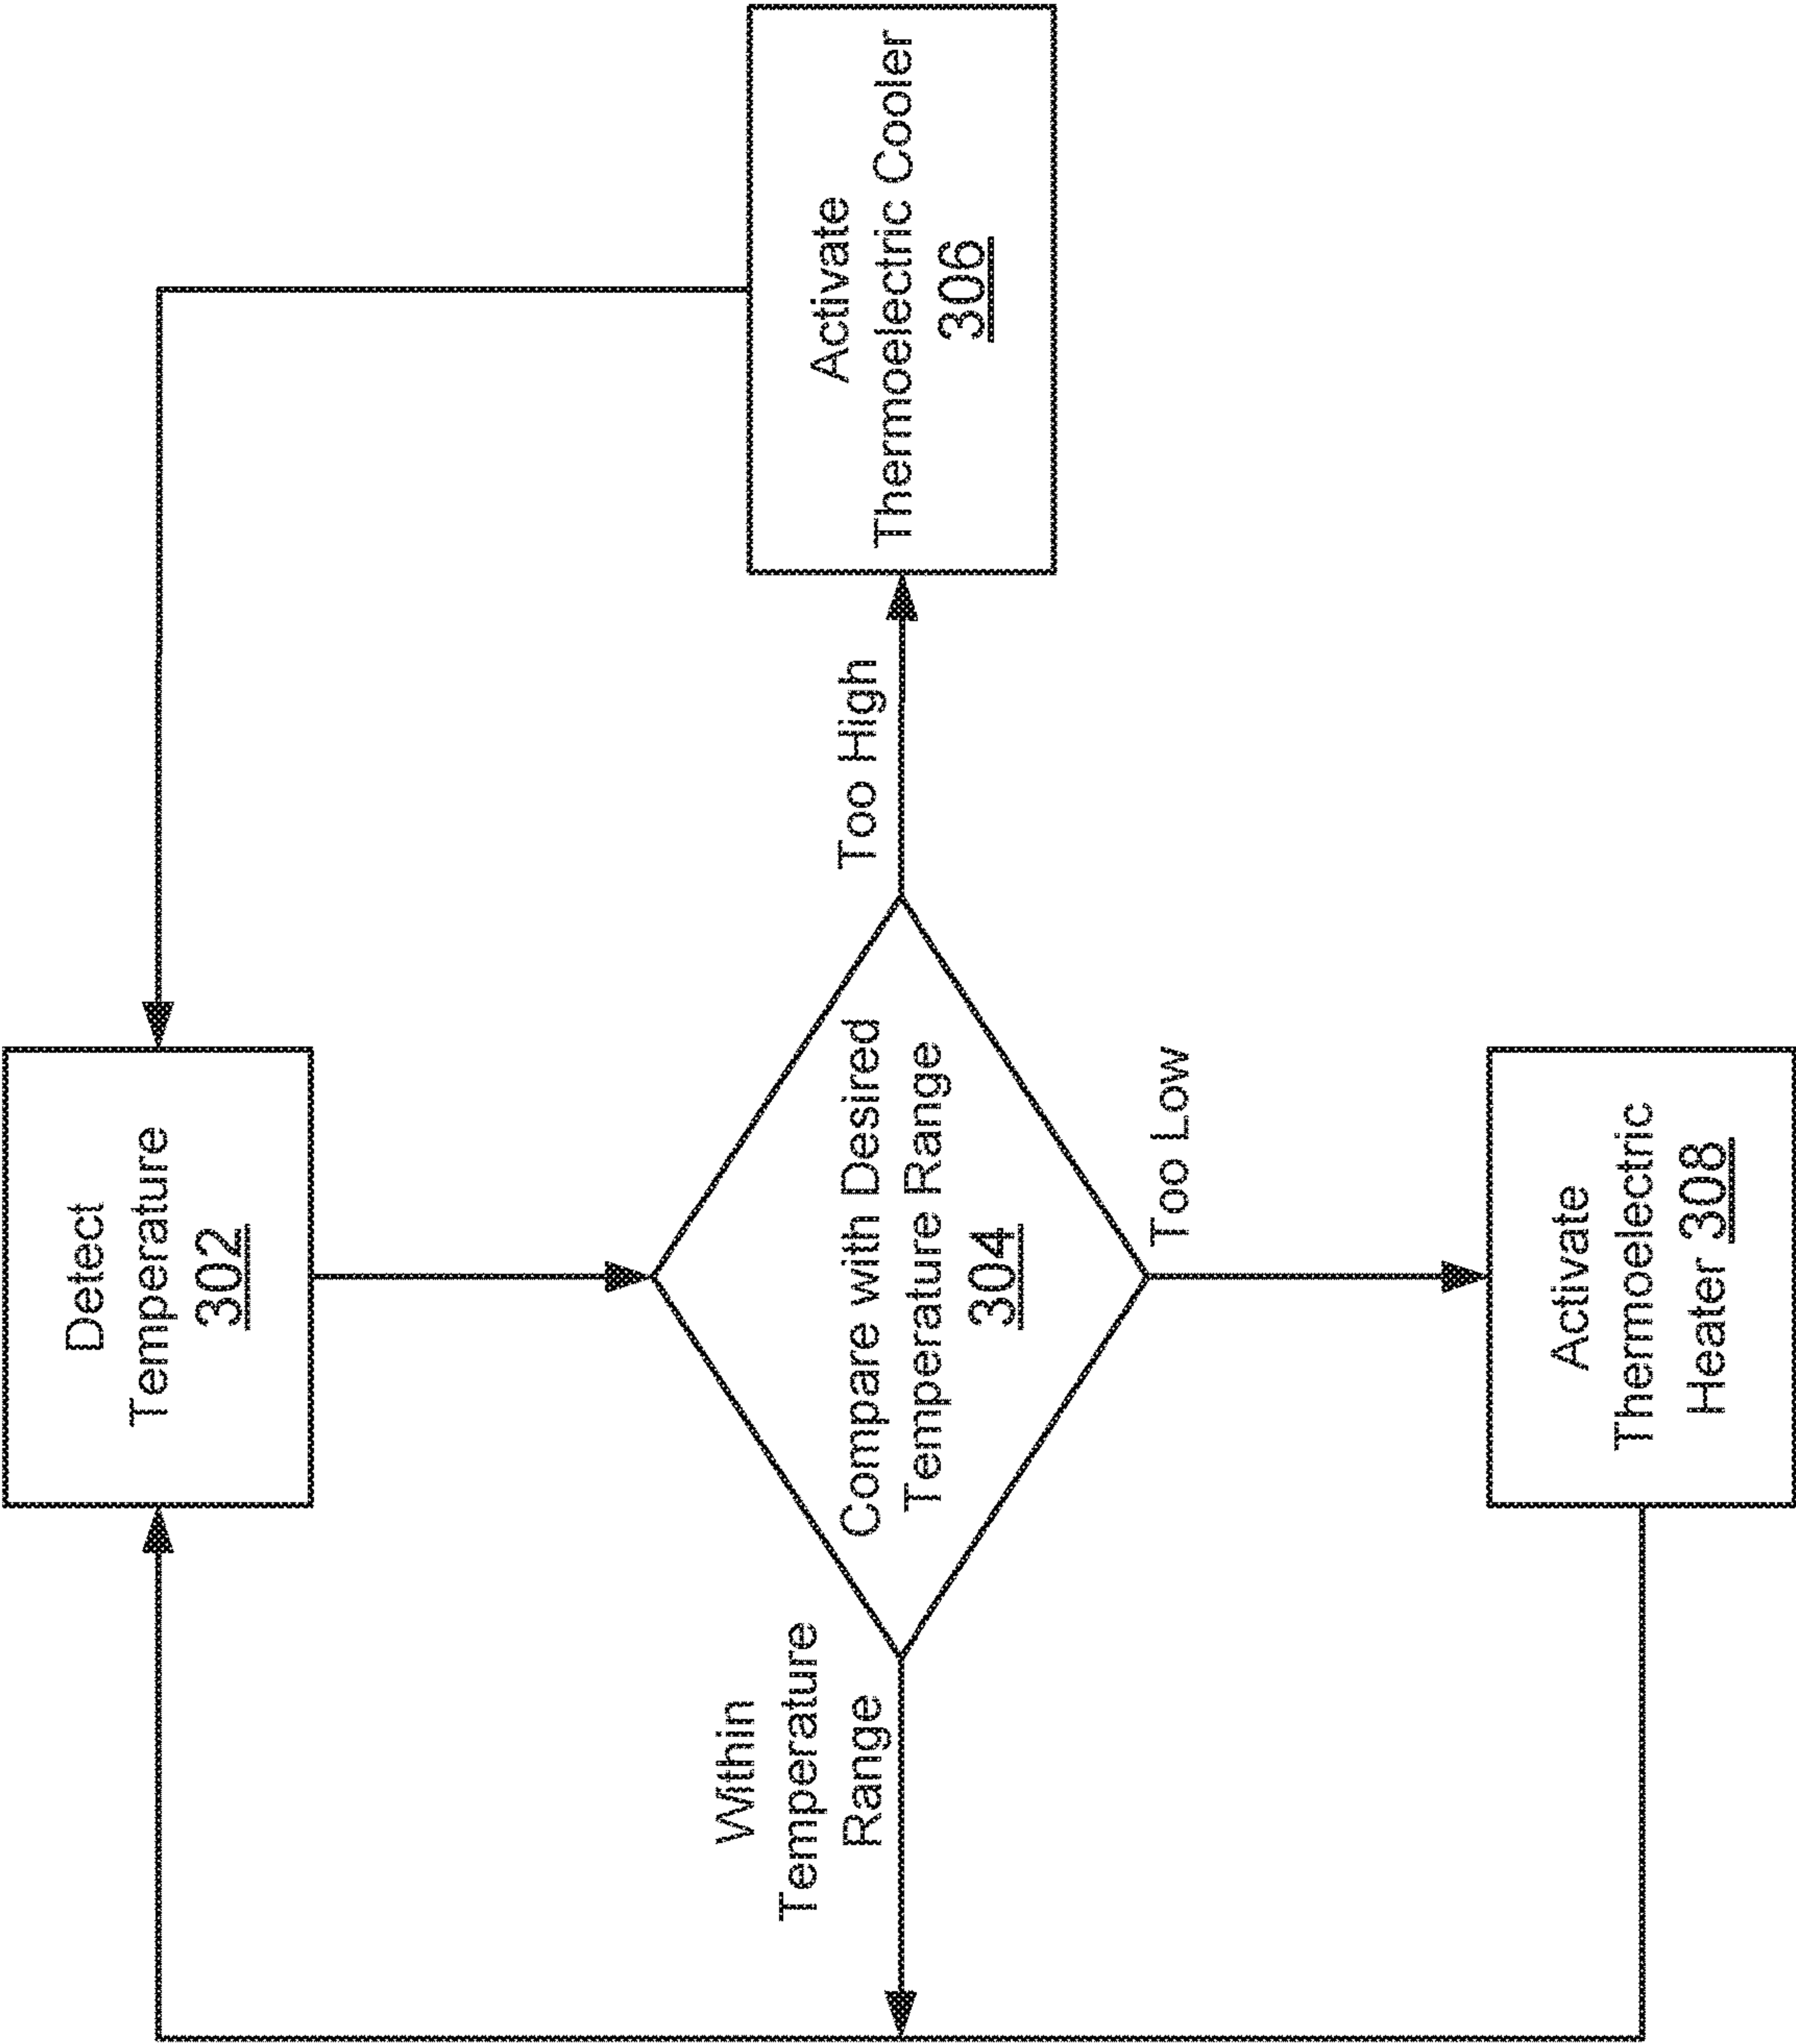 Detect
Temperature
302
Compare with Desired
Temperature Range
304
Too High
Activate
Thermoelectric Cooler
306
Within
Temperature
Range
Too Low
Activate
Thermoelectric
Heater 308